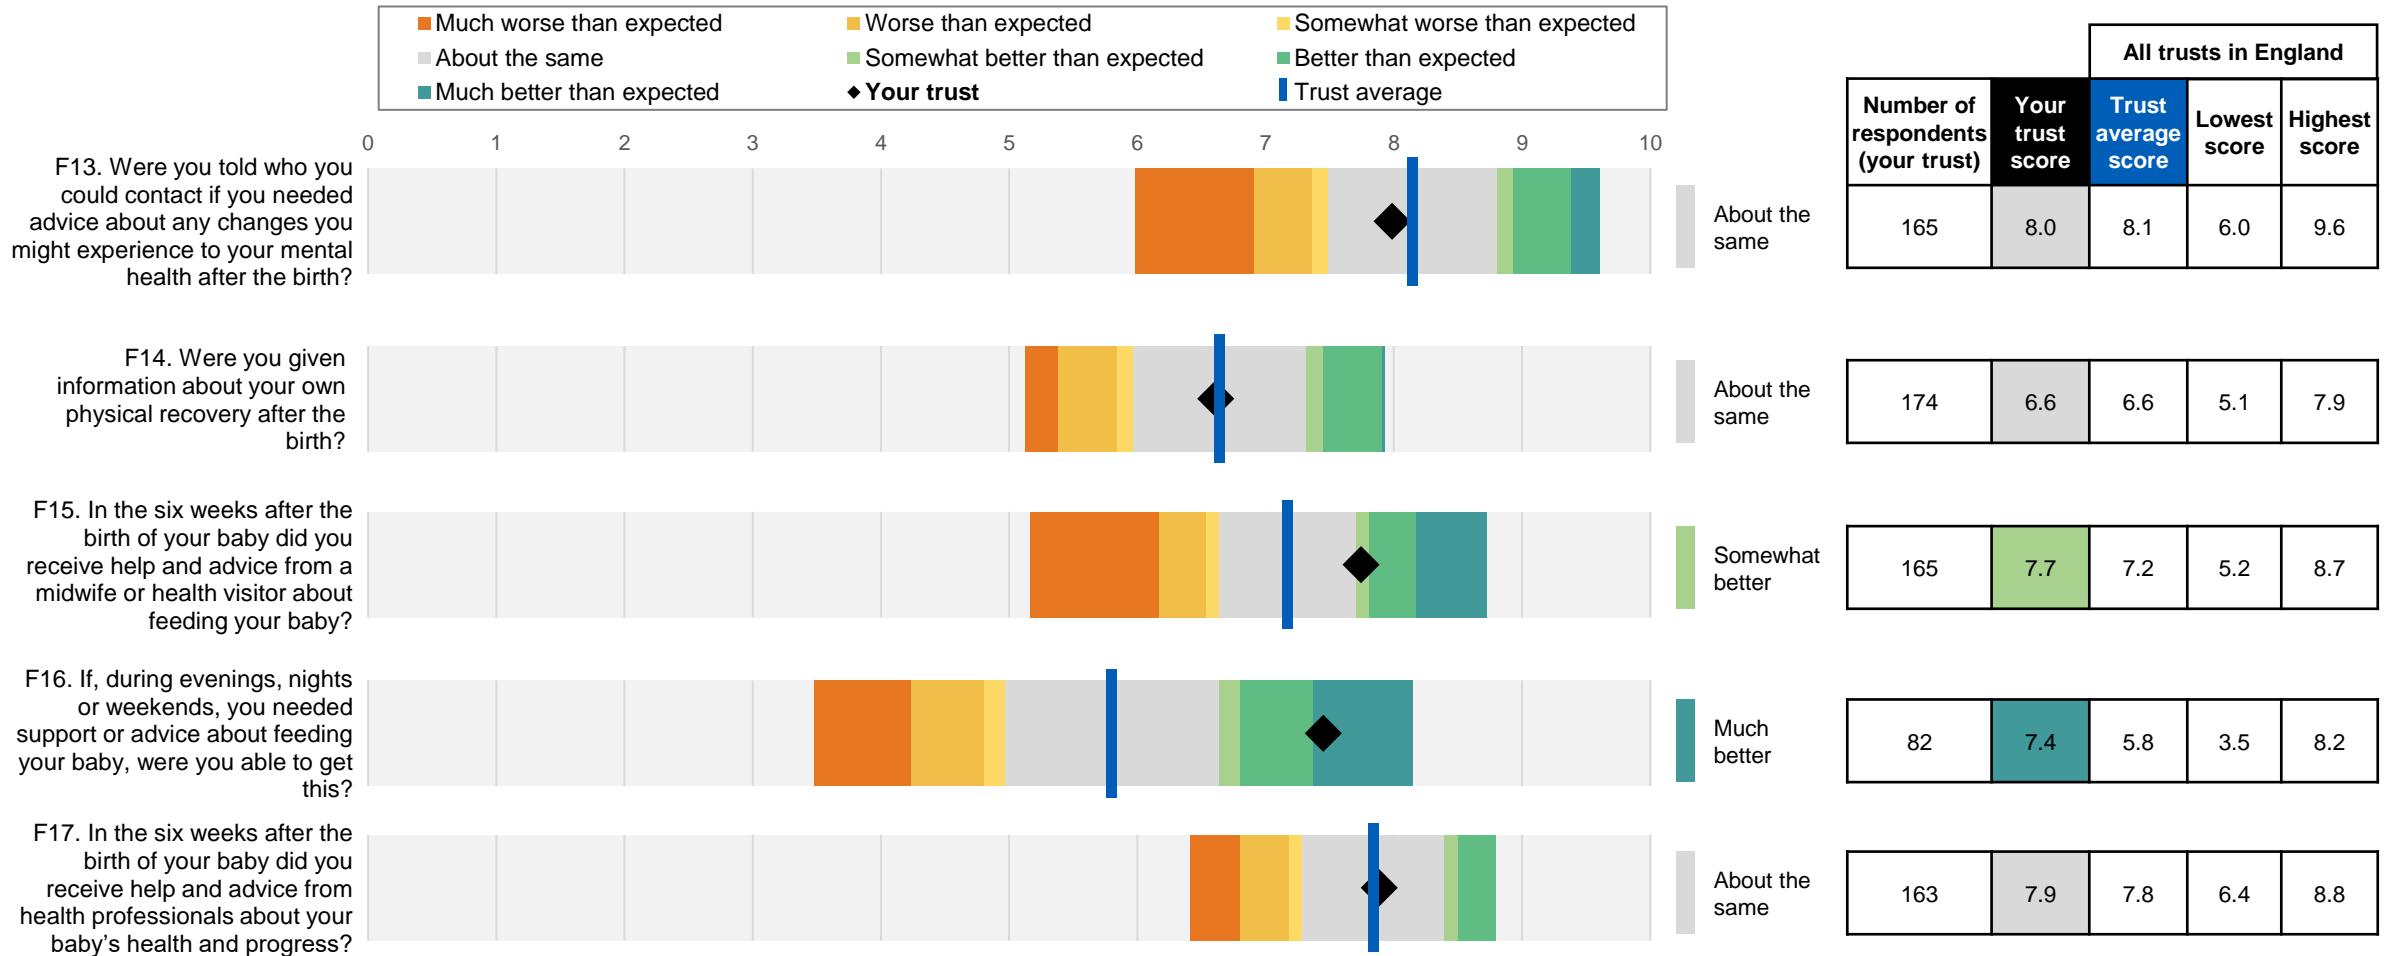 Much worse than expected
Worse than expected
Somewhat worse than expected
About the same
Somewhat better than expected
Better than expected
Much better than expected
Your trust
Trust average
All trusts in England
Number of
respondents
(your trust)
Your
trust
score
Trust
average
score
Lowest
score
Highest
score
0 1 2 3 4 5 6 7 8 9 10
F13. Were you told who you
could contact if you needed
advice about any changes you
might experience to your mental
health after the birth?
About the
same
165 8.0 8.1 6.0 9.6
F14. Were you given
information about your own
physical recovery after the
birth?
About the
same
174 6.6 6.6 5.1 7.9
F15. In the six weeks after the
birth of your baby did you
receive help and advice from a
midwife or health visitor about
feeding your baby?
Somewhat
better
165 7.7 7.2 5.2 8.7
F16. If, during evenings, nights
or weekends, you needed
support or advice about feeding
your baby, were you able to get
this?
Much
better
82 7.4 5.8 3.5 8.2
F17. In the six weeks after the
birth of your baby did you
receive help and advice from
health professionals about your
baby’s health and progress?
About the
same
163 7.9 7.8 6.4 8.8